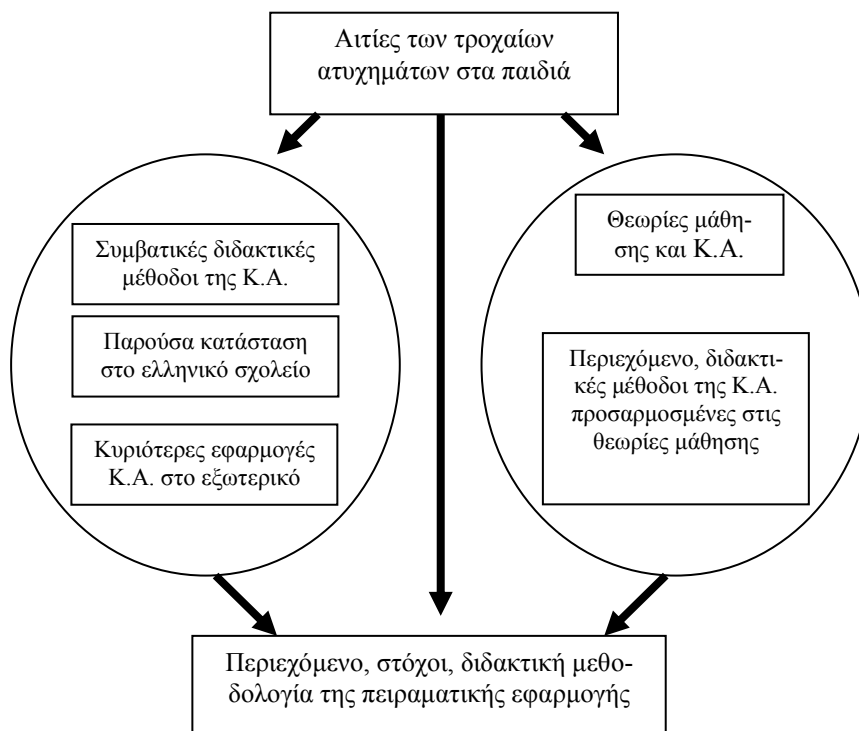 Αιτίες των τροχαίων
ατυχημάτων στα παιδιά
Συμβατικές διδακτικές
μέθοδοι της Κ.Α.
Παρούσα κατάσταση
στο ελληνικό σχολείο
Κυριότερες εφαρμογές
Κ.Α. στο εξωτερικό
Θεωρίες μάθη-
σης και Κ.Α.
Περιεχόμενο, διδακτι-
κές μέθοδοι της Κ.Α.
προσαρμοσμένες στις
θεωρίες μάθησης
Περιεχόμενο, στόχοι, διδακτική μεθο-
δολογία της πειραματικής εφαρμογής